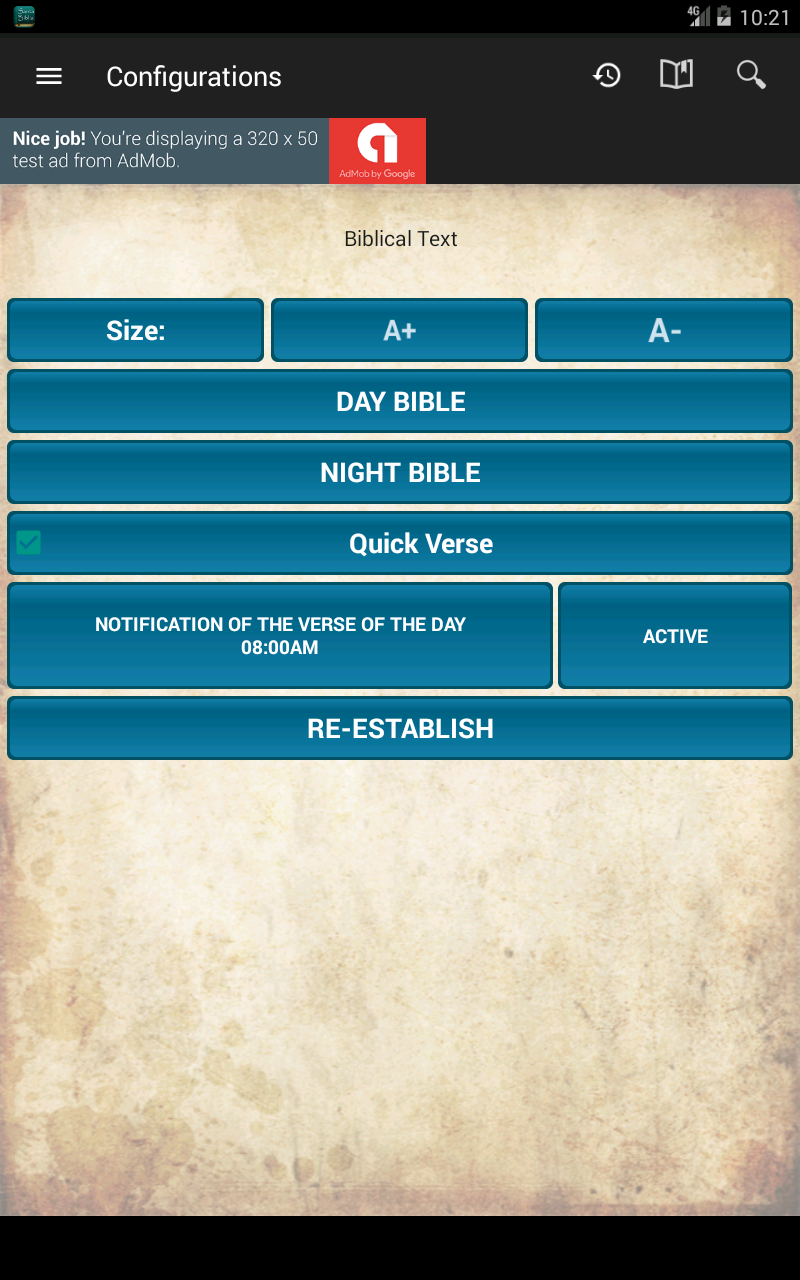 4G 10:21
Configurations
Nice job! You're displaying a 320 x 50
test ad from AdMob.
AdMob by Google
Biblical Text
Size:
A+
A-
DAY BIBLE
NIGHT BIBLE
Quick Verse
NOTIFICATION OF THE VERSE OF THE DAY
08:00AM
ACTIVE
RE-ESTABLISH